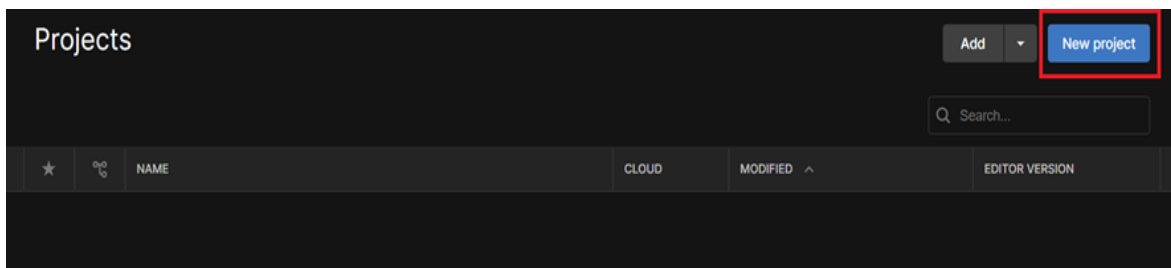 Projects
Add
New project
Search...
NAME
CLOUD
MODIFIED
EDITOR VERSION